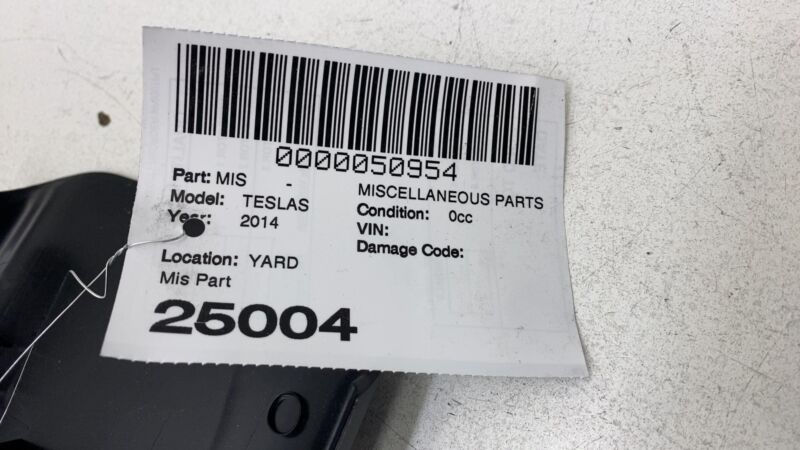 0000050954
Part: MIS - MISCELLANEOUS PARTS
Model: TESLAS Condition: 0cc
Year: 2014 VIN:
Damage Code:
Location: YARD
Mis Part
25004